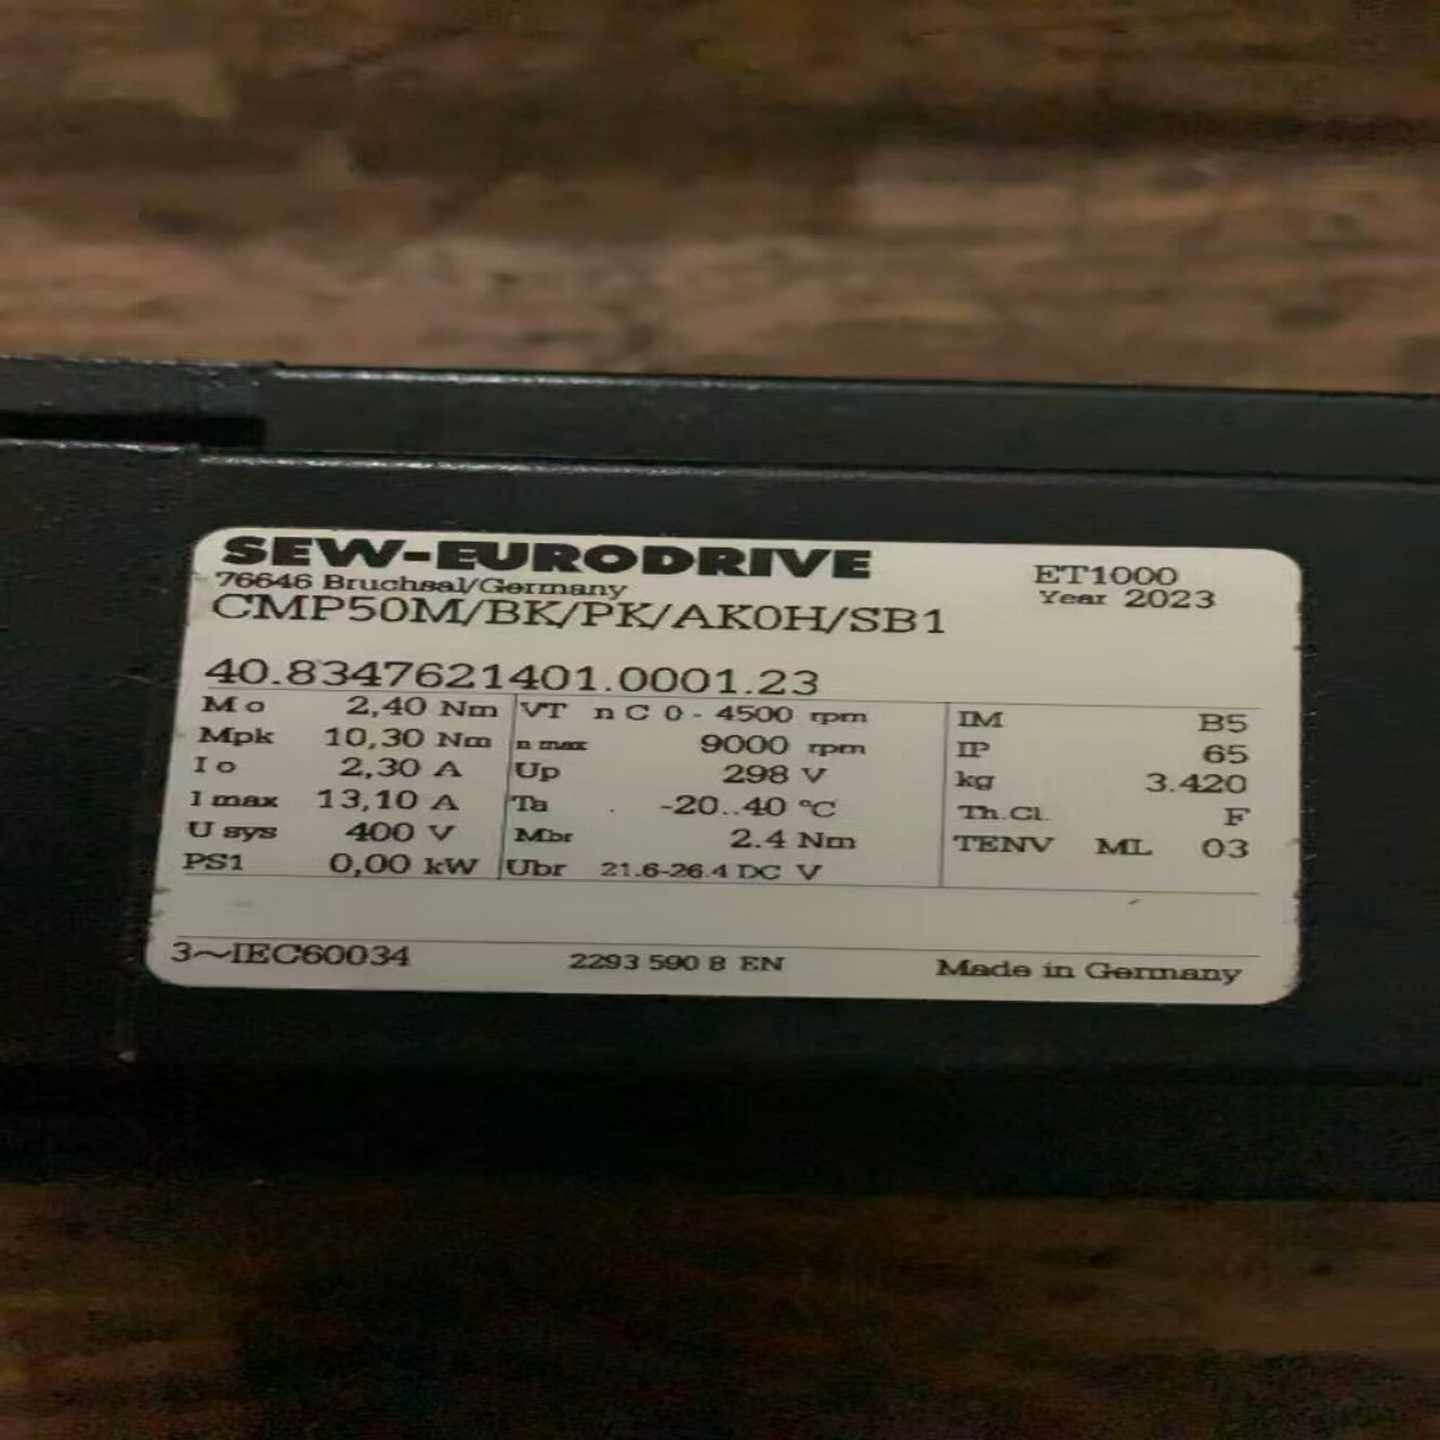 SEW-EURODRIVE
76646 Bruchsal/Germany
CMP50M/BK/PK/AK0H/SB1
ET1000
Year 2023
40.8347621401.0001.23
Mo 2,40 Nm VT nC 0-4500 rpm IM B5
Mpk 10,30 Nm n max 9000 rpm IP 65
Io 2,30 A Up 298 V kg 3.420
I max 13,10 A Ta -20..40 °C Th.Cl. F
U sys 400 V Mbr 2.4 Nm TENV ML 03
PS1 0,00 kW Ubr 21.6-26.4 DC V
3~IEC60034 2293 590 8 EN Made in Germany